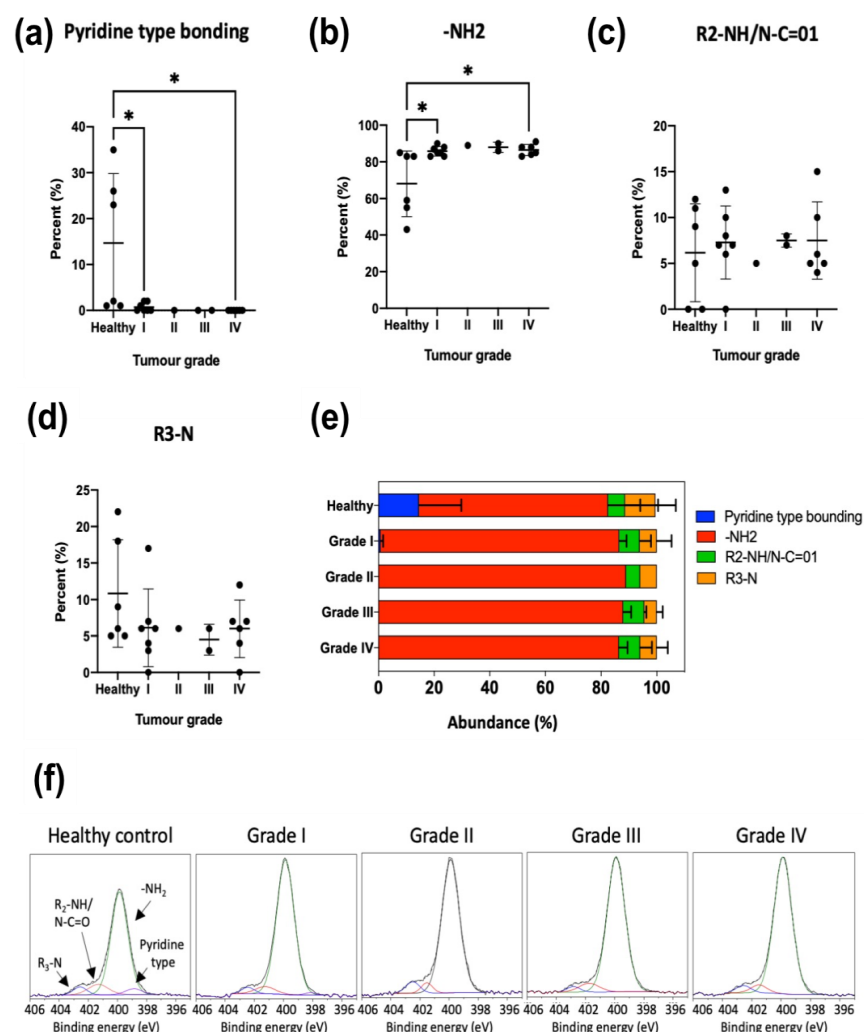 (a) Pyridine type bonding
*
*
Percent (%)
40
30
20
10
0
Healthy I II III IV
Tumour grade
(b) -NH2
*
*
Percent (%)
100
80
60
40
20
0
Healthy I II III IV
Tumour grade
(c) R2-NH/N-C=01
Percent (%)
20
15
10
5
0
Healthy I II III IV
Tumour grade
(d) R3-N
Percent (%)
25
20
15
10
5
0
Healthy I II III IV
Tumour grade
(e)
Healthy
Grade I
Grade II
Grade III
Grade IV
0 20 40 60 80 100
Abundance (%)
Pyridine type bounding
-NH2
R2-NH/N-C=01
R3-N
(f)
Healthy control
-NH2
R2-NH/
N-C=O
R3-N
Pyridine
type
406 404 402 400 398 396
Binding energy (eV)
Grade I
406 404 402 400 398 396
Binding energy (eV)
Grade II
406 404 402 400 398 396
Binding energy (eV)
Grade III
406 404 402 400 398 396
Binding energy (eV)
Grade IV
406 404 402 400 398 396
Binding energy (eV)